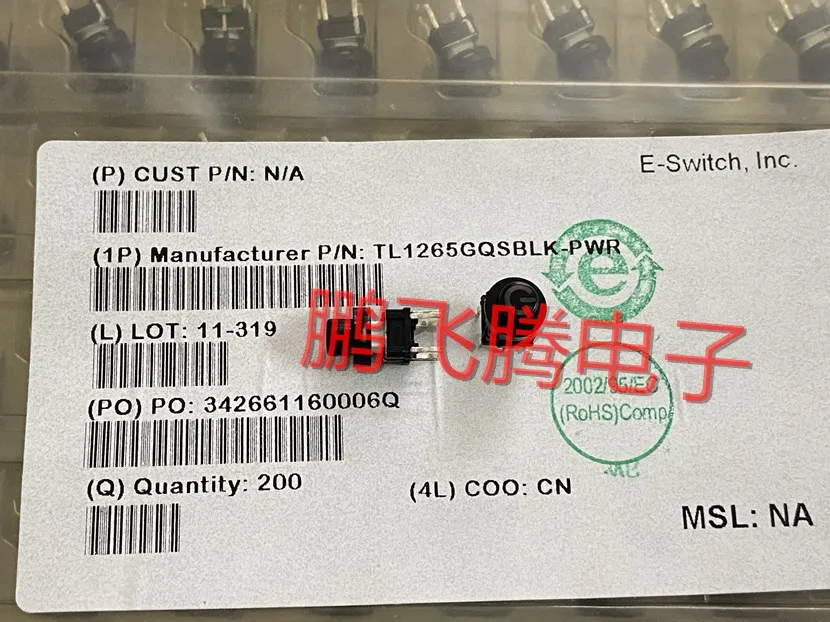 (P) CUST P/N: N/A
E-Switch, Inc.
(1P) Manufacturer P/N: TL1265GQSBLK-PWR
e
(L) LOT: 11-319
鹏飞腾电子
2002/95/EC
(RoHS)Comp
(PO) PO: 342661160006Q
(Q) Quantity: 200
(4L) COO: CN
MSL: NA